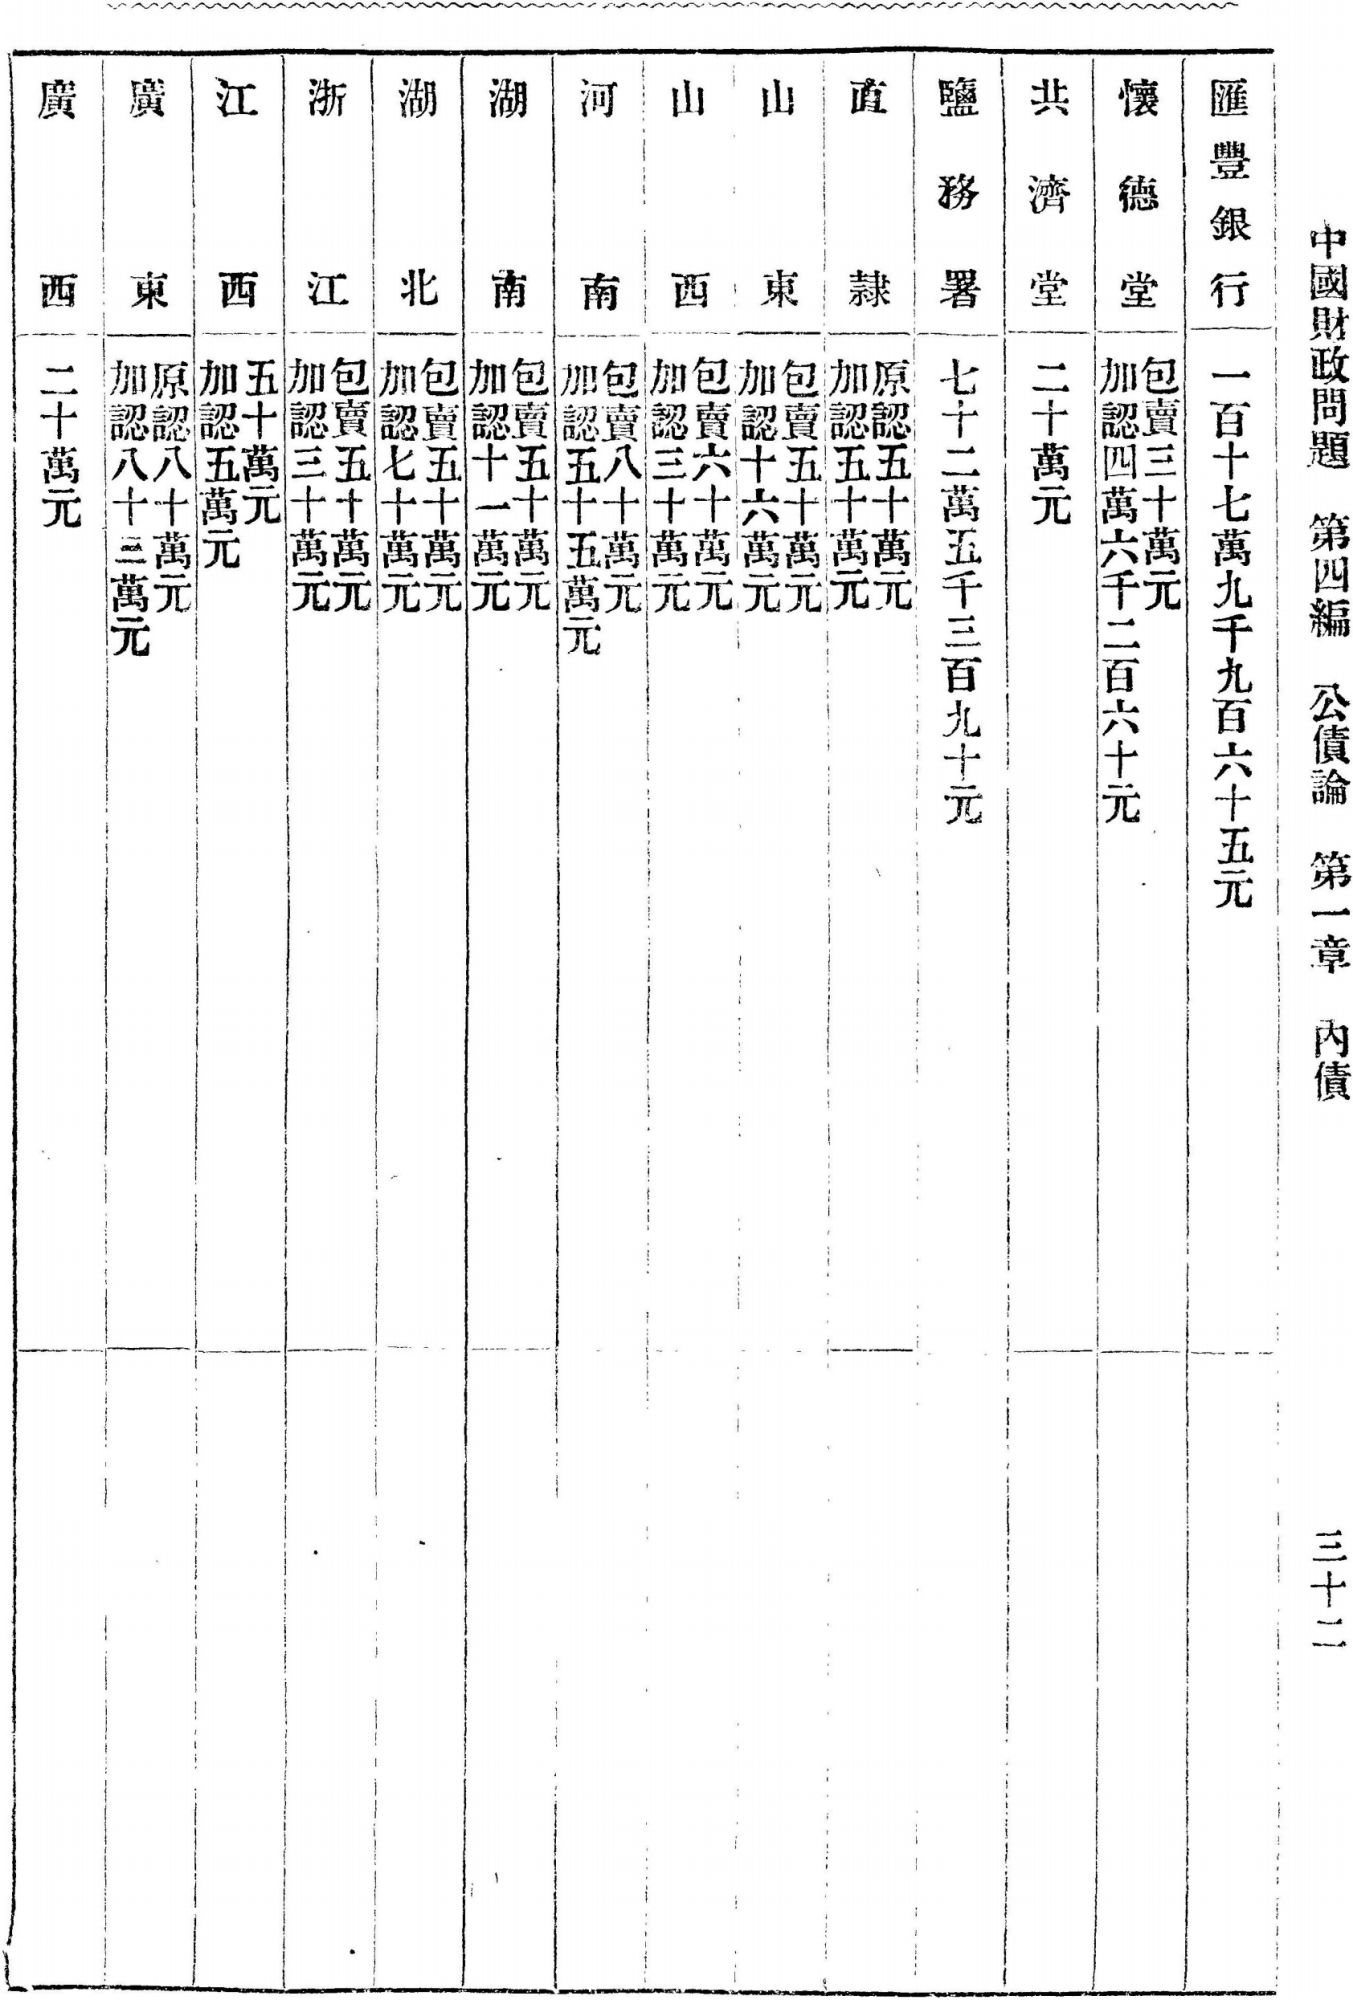 中國財政問題　第四編　公債論　第一章　內債
三十二
匯豐銀行
一百十七萬九千九百六十五元
懷德堂
包賣三十萬元
加認四萬六千二百六十元
共濟堂
二十萬元
鹽務署
七十二萬五千三百九十元
直隷
原認五十萬元
加認五十萬元
山東
包賣五十萬元
加認十六萬元
山西
包賣六十萬元
加認三十萬元
河南
包賣八十萬元
加認五十五萬元
湖南
包賣五十萬元
加認十一萬元
湖北
包賣五十萬元
加認七十萬元
浙江
包賣五十萬元
加認三十萬元
江西
五十萬元
加認五萬元
廣東
原認八十萬元
加認八十三萬元
廣西
二十萬元